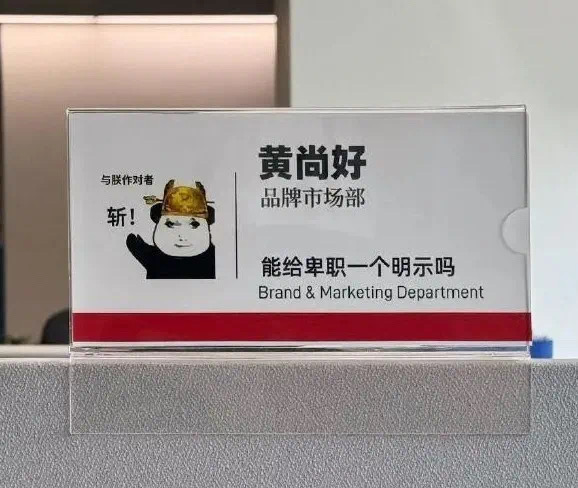 与朕作对者
斩！
黄尚好
品牌市场部
能给卑职一个明示吗
Brand & Marketing Department